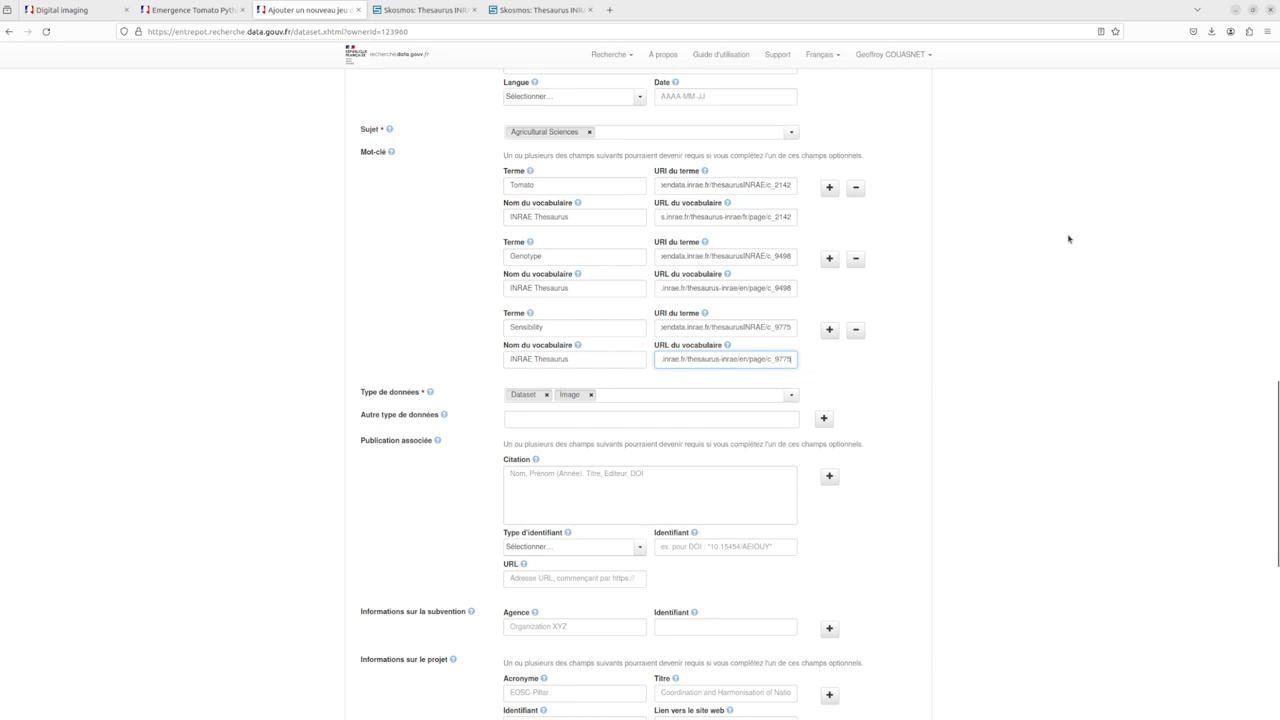 Digital imaging
Emergence Tomato Pyth
Ajouter un nouveau jeu d
Skosmos: Thesaurus INRA
Skosmos: Thesaurus INRA
https://entrepot.recherche.data.gouv.fr/dataset.xhtml?ownerId=123960
RÉPUBLIQUE FRANÇAISE
recherche.data.gouv.fr
Recherche
À propos
Guide d'utilisation
Support
Français
Geoffroy COUASNET
Langue
Date
Sélectionner...
AAAA-MM-JJ
Sujet *
Agricultural Sciences
Mot-clé
Un ou plusieurs des champs suivants pourraient devenir requis si vous complétez l'un de ces champs optionnels.
Terme
URI du terme
Tomato
endata.inrae.fr/thesaurusINRAE/c_2142
Nom du vocabulaire
URL du vocabulaire
INRAE Thesaurus
s.inrae.fr/thesaurus-inrae/fr/page/c_2142
Terme
URI du terme
Genotype
endata.inrae.fr/thesaurusINRAE/c_9498
Nom du vocabulaire
URL du vocabulaire
INRAE Thesaurus
.inrae.fr/thesaurus-inrae/en/page/c_9498
Terme
URI du terme
Sensibility
endata.inrae.fr/thesaurusINRAE/c_9775
Nom du vocabulaire
URL du vocabulaire
INRAE Thesaurus
.inrae.fr/thesaurus-inrae/en/page/c_9775
Type de données *
Dataset
Image
Autre type de données
Publication associée
Un ou plusieurs des champs suivants pourraient devenir requis si vous complétez l'un de ces champs optionnels.
Citation
Nom, Prénom (Année). Titre, Editeur. DOI
Type d'identifiant
Identifiant
Sélectionner...
ex. pour DOI : "10.15454/AEIOUY"
URL
Adresse URL, commençant par https://
Informations sur la subvention
Agence
Identifiant
Organization XYZ
Informations sur le projet
Un ou plusieurs des champs suivants pourraient devenir requis si vous complétez l'un de ces champs optionnels.
Acronyme
Titre
EOSC-Pillar
Coordination and Harmonisation of Natio
Identifiant
Lien vers le site web